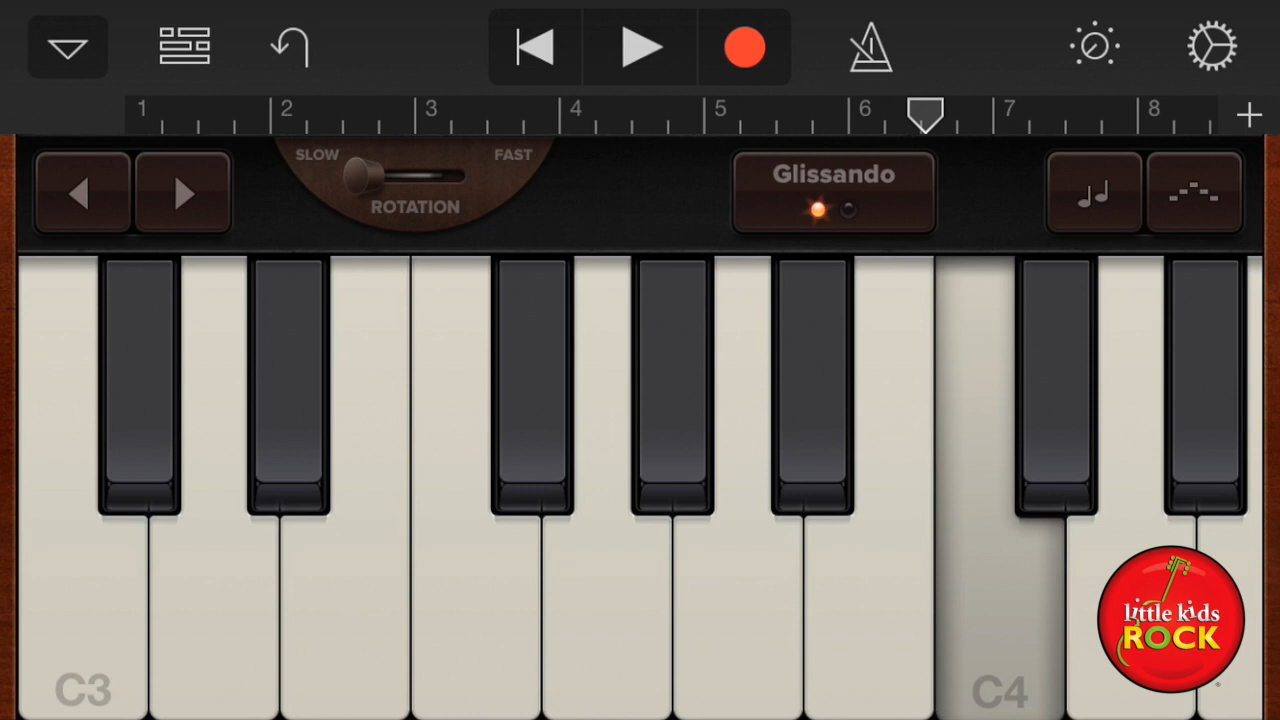 1 2 3 4 5 6 7 8
SLOW FAST
ROTATION
Glissando
C3 C4
little kids
ROCK